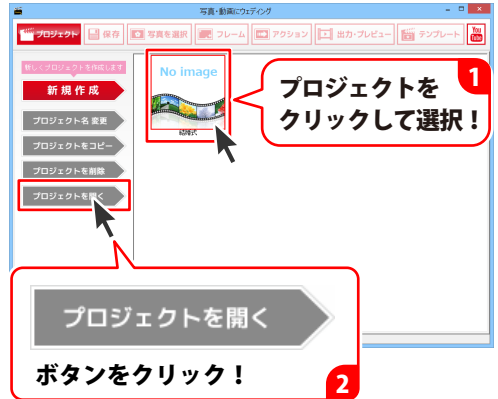 写真・動画にウェディング
プロジェクト 保存 写真を選択 フレーム アクション 出力・プレビュー テンプレート You Tube
新しくプロジェクトを作成します
新規作成
プロジェクト名 変更
プロジェクトをコピー
プロジェクトを削除
プロジェクトを開く
No image
結婚式
プロジェクトを
クリックして選択！
1
プロジェクトを開く
ボタンをクリック！
2